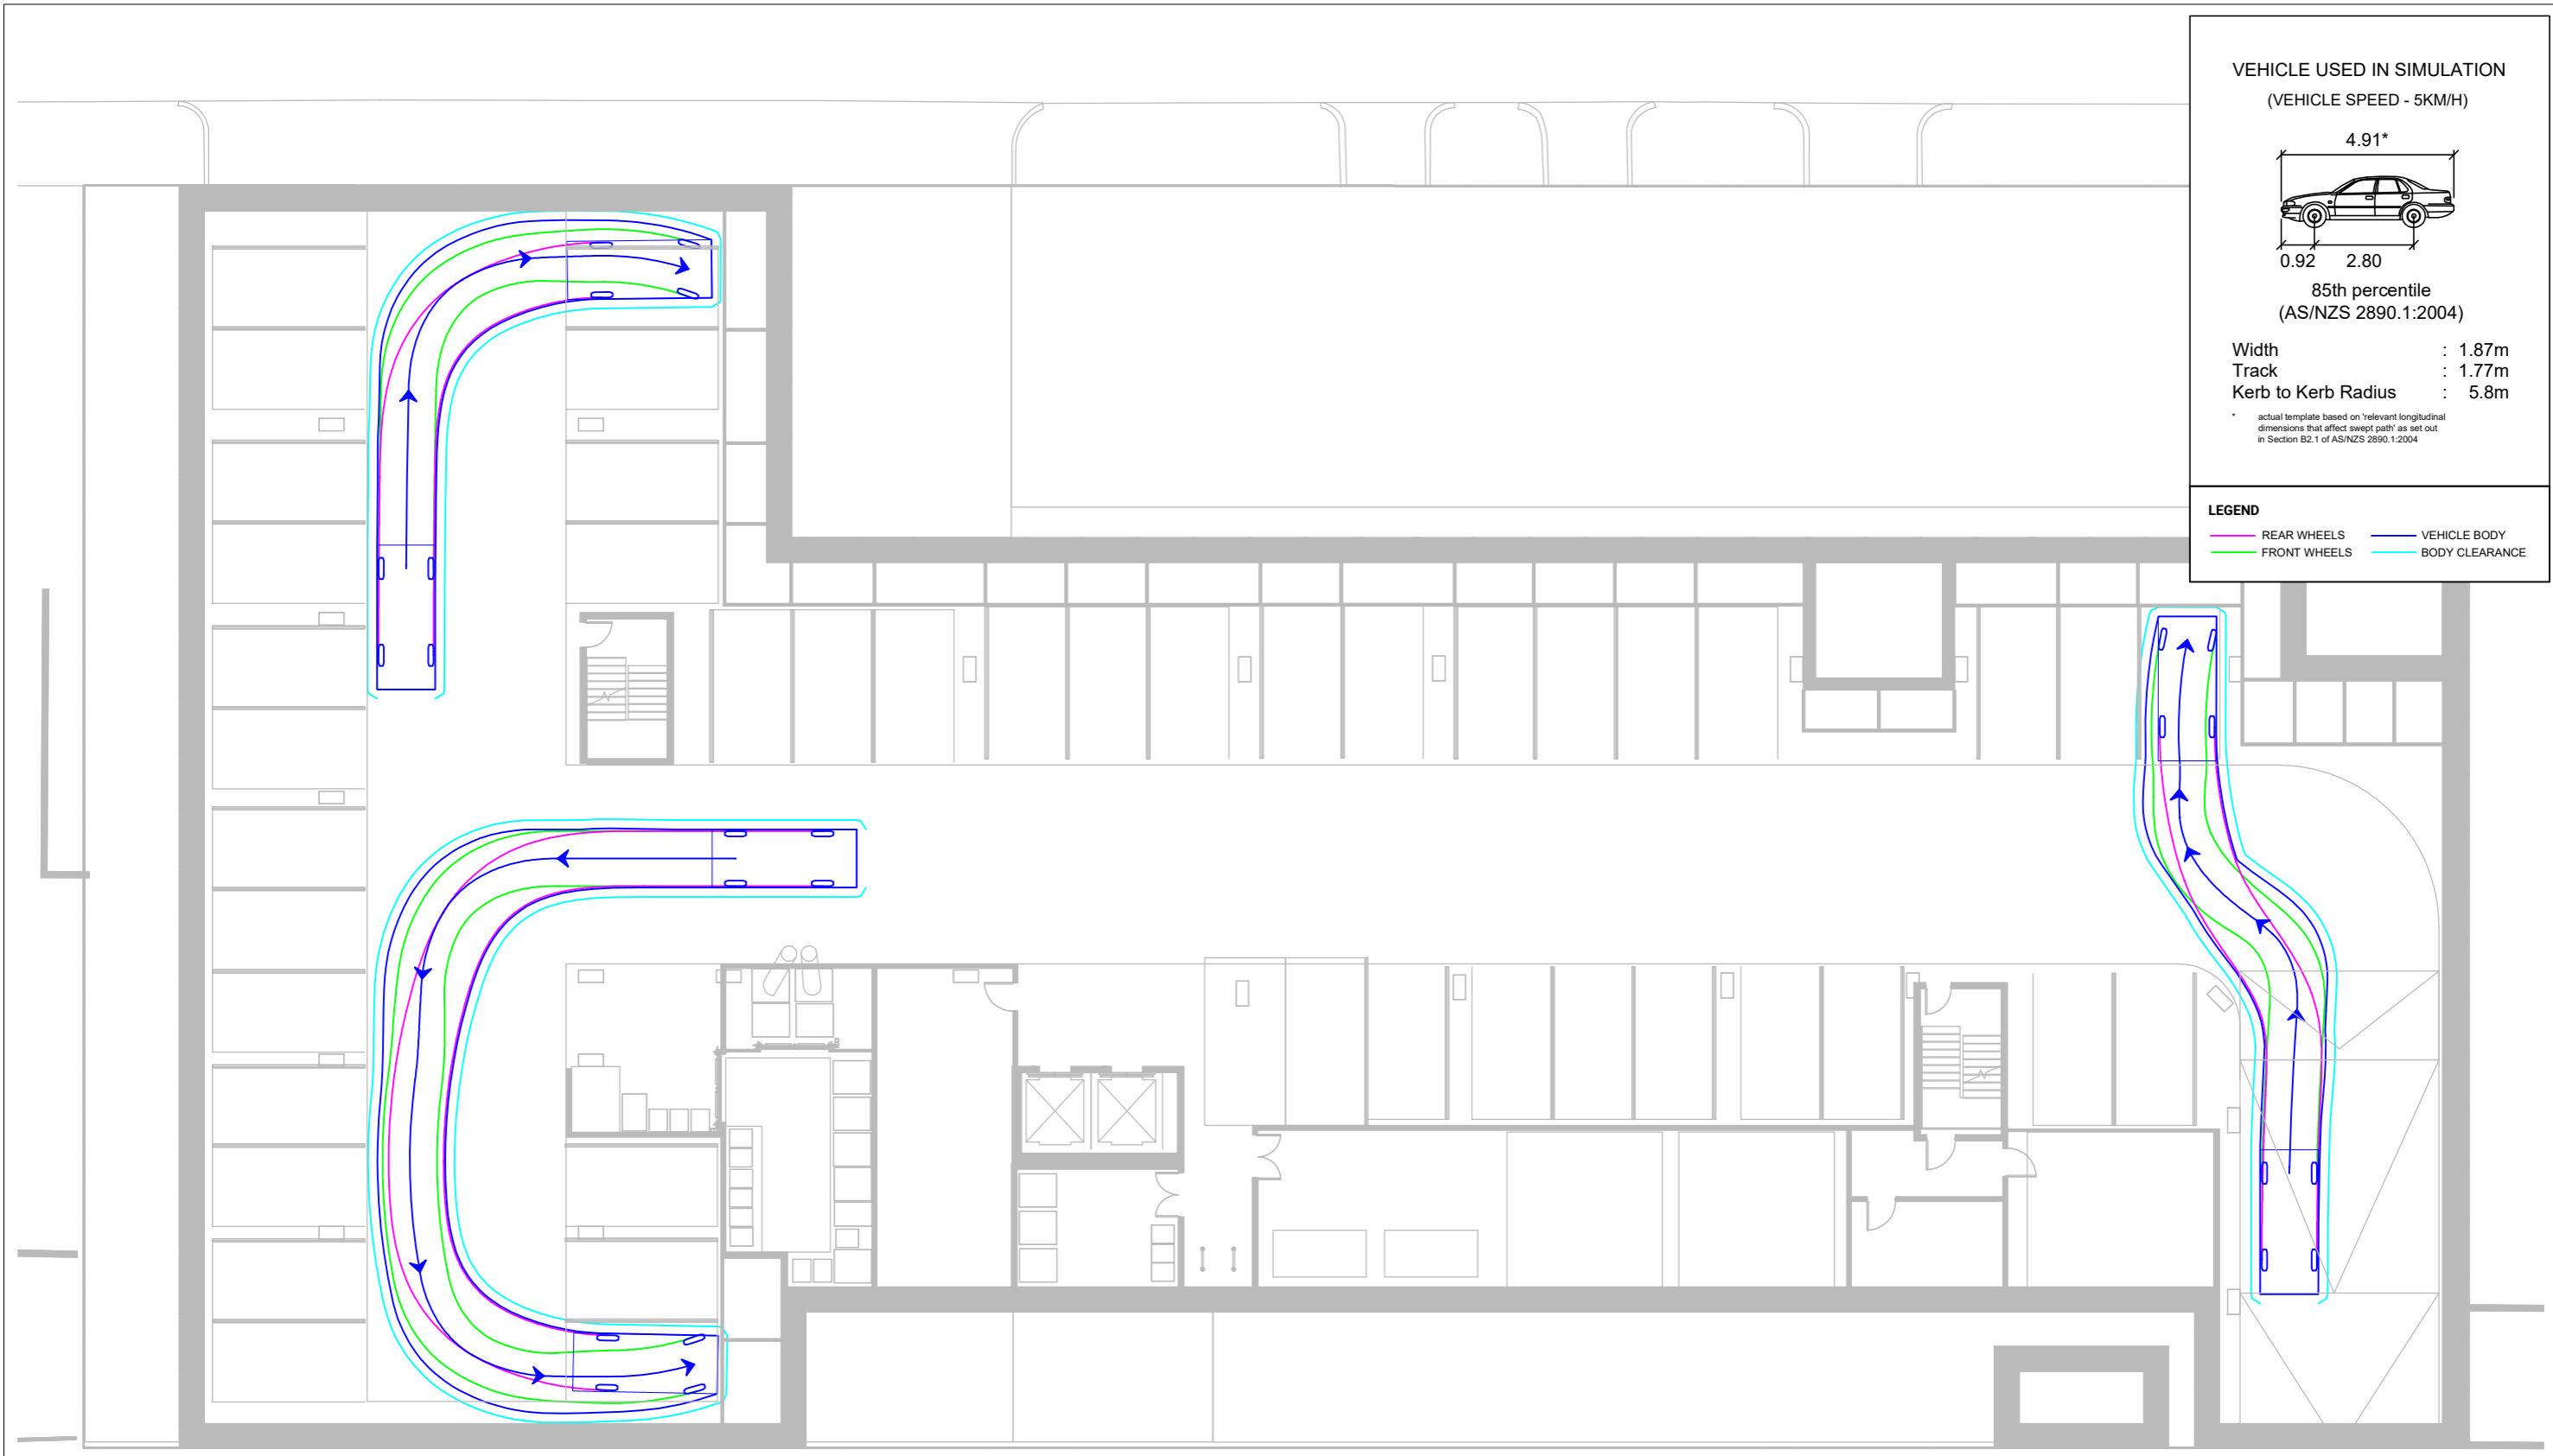 VEHICLE USED IN SIMULATION
(VEHICLE SPEED - 5KM/H)
4.91*
0.92 2.80
85th percentile
(AS/NZS 2890.1:2004)
Width : 1.87m
Track : 1.77m
Kerb to Kerb Radius : 5.8m
* actual template based on 'relevant longitudinal
dimensions that affect swept path' as set out
in Section B2.1 of AS/NZS 2890.1:2004
LEGEND
REAR WHEELS VEHICLE BODY
FRONT WHEELS BODY CLEARANCE